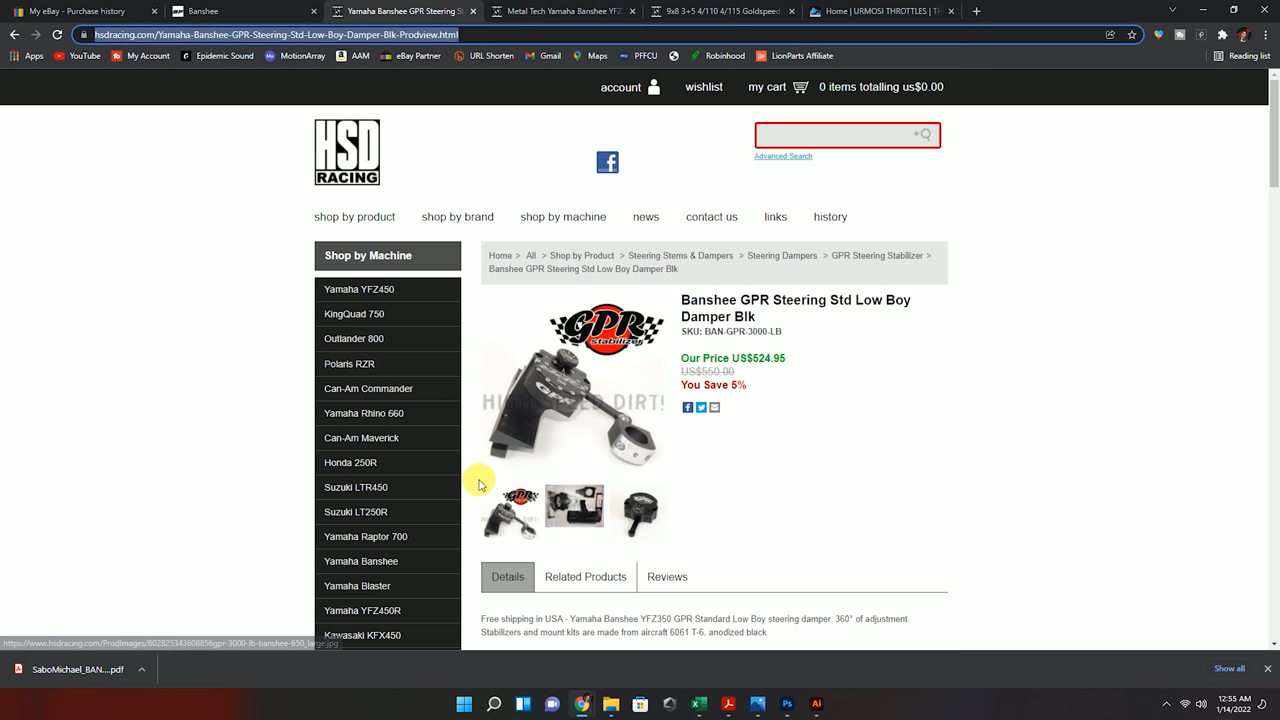 My eBay
Banshee
Banshee GPR Steering St
Metal Detectors for YFZ
9x8 3+5 4/110 4/115 Goldspeed
Home | URMOSI | TH
hsdracing.com/Yamaha-Banshee-GPR-Steering-Std-Low-Boy-Damper-Blk-Prodview.html
Apps YouTube My Account Epidemic Sound MotionArray AAM eBay Partner URL Shorten Gmail Maps PFFCU Robinhood LionParts Affiliate Reading list
account wishlist my cart 0 items totalling us$0.00
HSD
RACING
Advanced Search
shop by product shop by brand shop by machine news contact us links history
Shop by Machine
Yamaha YFZ450
KingQuad 750
Outlander 800
Polaris RZR
Can-Am Commander
Yamaha Rhino 660
Can-Am Maverick
Honda 250R
Suzuki LTR450
Suzuki LT250R
Yamaha Raptor 700
Yamaha Banshee
Yamaha Blaster
Yamaha YFZ450R
Kawasaki KFX450
Home > All > Shop by Product > Steering Stems & Dampers > Steering Dampers > GPR Steering Stabilizer >
Banshee GPR Steering Std Low Boy Damper Blk
GPR
stabilizer
HIGH SPEED DIRT!
Banshee GPR Steering Std Low Boy
Damper Blk
SKU: BAN-GPR-3000-LB
Our Price US$524.95
US$550.00
You Save 5%
Details Related Products Reviews
Free shipping in USA - Yamaha Banshee YFZ350 GPR Standard Low Boy steering damper. 360° of adjustment.
Stabilizers and mount kits are made from aircraft 6061 T-6, anodized black.
https://www.hsdracing.com/ProdImages/602825343608856gpr-3000-lb-banshee-650_large.jpg
SaboMichael_BAN....pdf
Show all
12:55 AM
1/14/2022